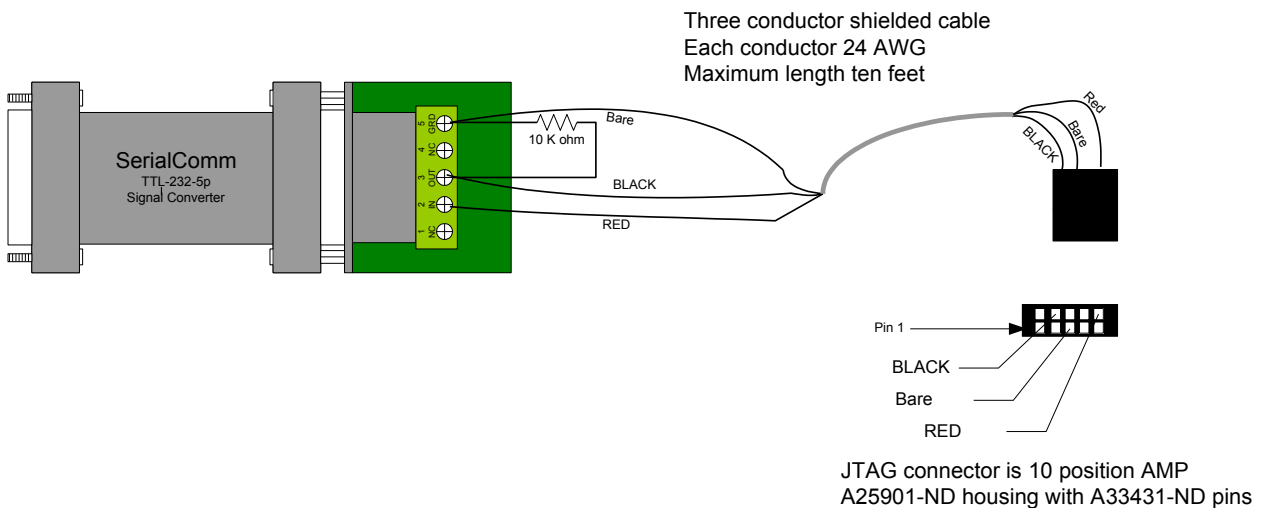 Three conductor shielded cable
Each conductor 24 AWG
Maximum length ten feet
SerialComm
TTL-232-5p
Signal Converter
5 GRD
4 NC
3 OUT
2 IN
1 NC
10 K ohm
Bare
BLACK
RED
Red
Bare
BLACK
Pin 1
BLACK
Bare
RED
JTAG connector is 10 position AMP
A25901-ND housing with A33431-ND pins